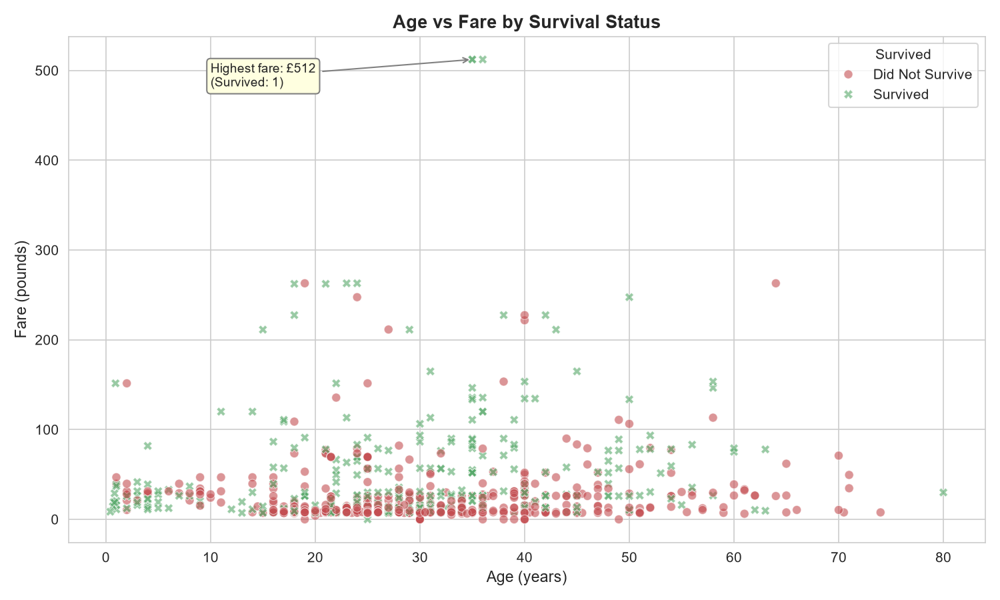 Age vs Fare by Survival Status
Highest fare: £512
(Survived: 1)
Survived
Did Not Survive
Survived
Fare (pounds)
500
400
300
200
100
0
0 10 20 30 40 50 60 70 80
Age (years)